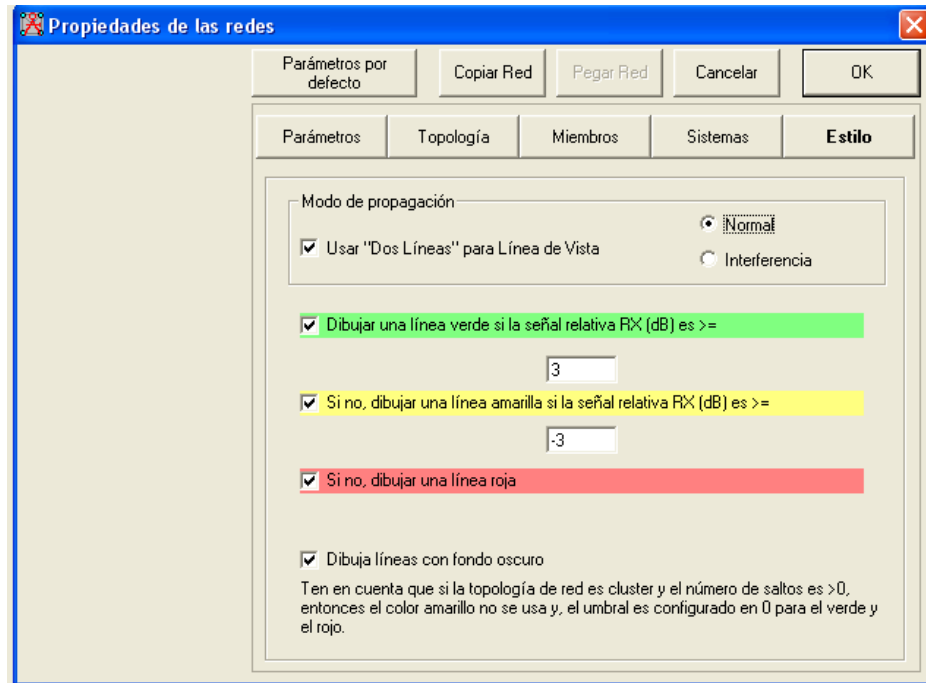 Propiedades de las redes
Parámetros por
defecto
Copiar Red
Pegar Red
Cancelar
OK
Parámetros
Topología
Miembros
Sistemas
Estilo
Modo de propagación
Usar "Dos Líneas" para Línea de Vista
Normal
Interferencia
Dibujar una línea verde si la señal relativa RX (dB) es >=
3
Si no, dibujar una línea amarilla si la señal relativa RX (dB) es >=
-3
Si no, dibujar una línea roja
Dibuja líneas con fondo oscuro
Ten en cuenta que si la topología de red es cluster y el número de saltos es >0,
entonces el color amarillo no se usa y, el umbral es configurado en 0 para el verde y
el rojo.